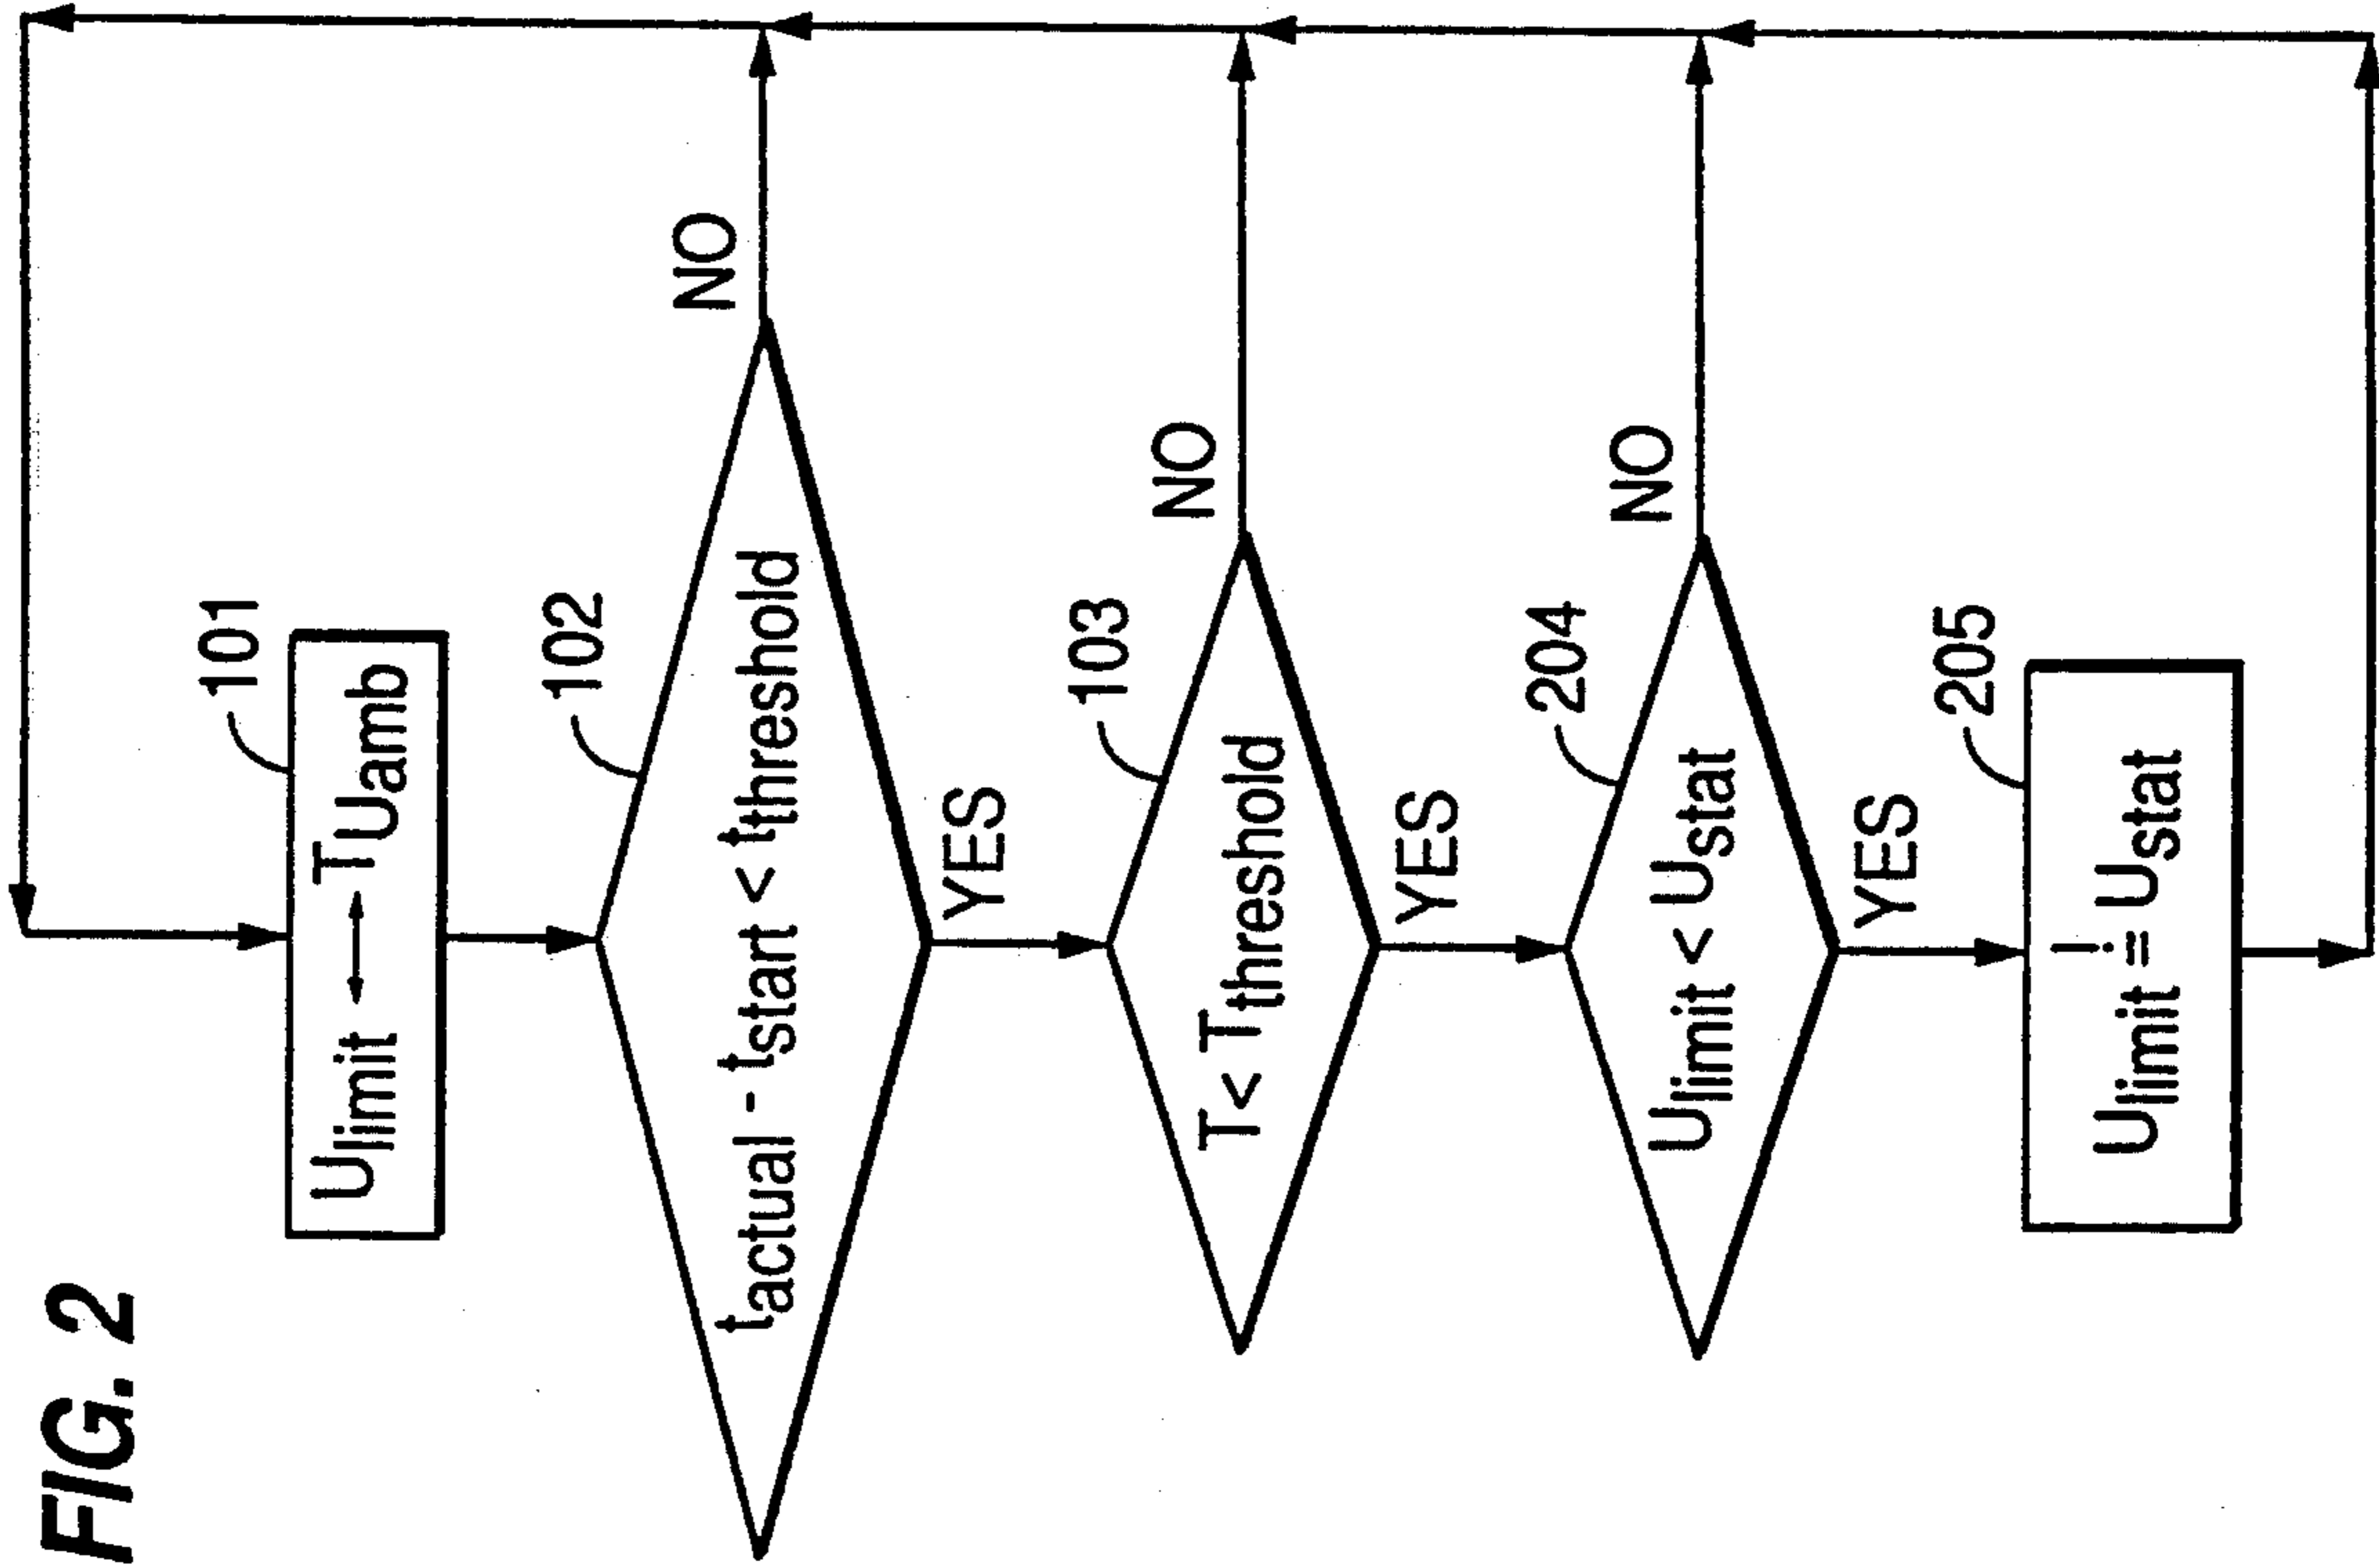 FIG. 2
101
Ulimit ⟷ TUamb
102
tactual - tstart < tthreshold
NO
YES
103
T < Tthreshold
NO
YES
204
Ulimit < Ustat
NO
YES
205
!
Ulimit = Ustat